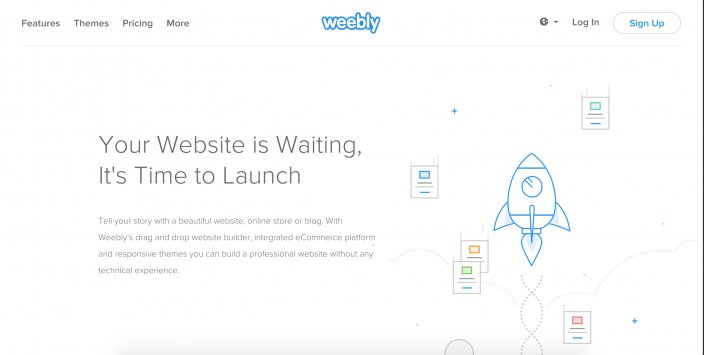 Features Themes Pricing More
weebly
Log In
Sign Up
Your Website is Waiting,
It's Time to Launch
Tell your story with a beautiful website, online store or blog. With
Weebly's drag and drop website builder, integrated eCommerce platform
and responsive themes you can build a professional website without any
technical experience.